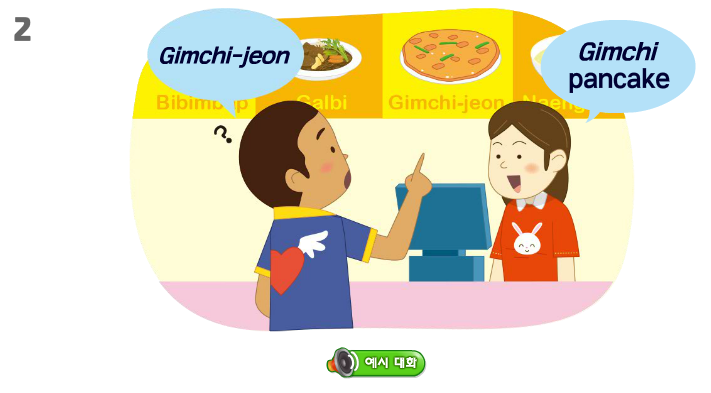 2
Gimchi-jeon
Gimchi
pancake
Galbi
Gimchi-jeon
예시 대화